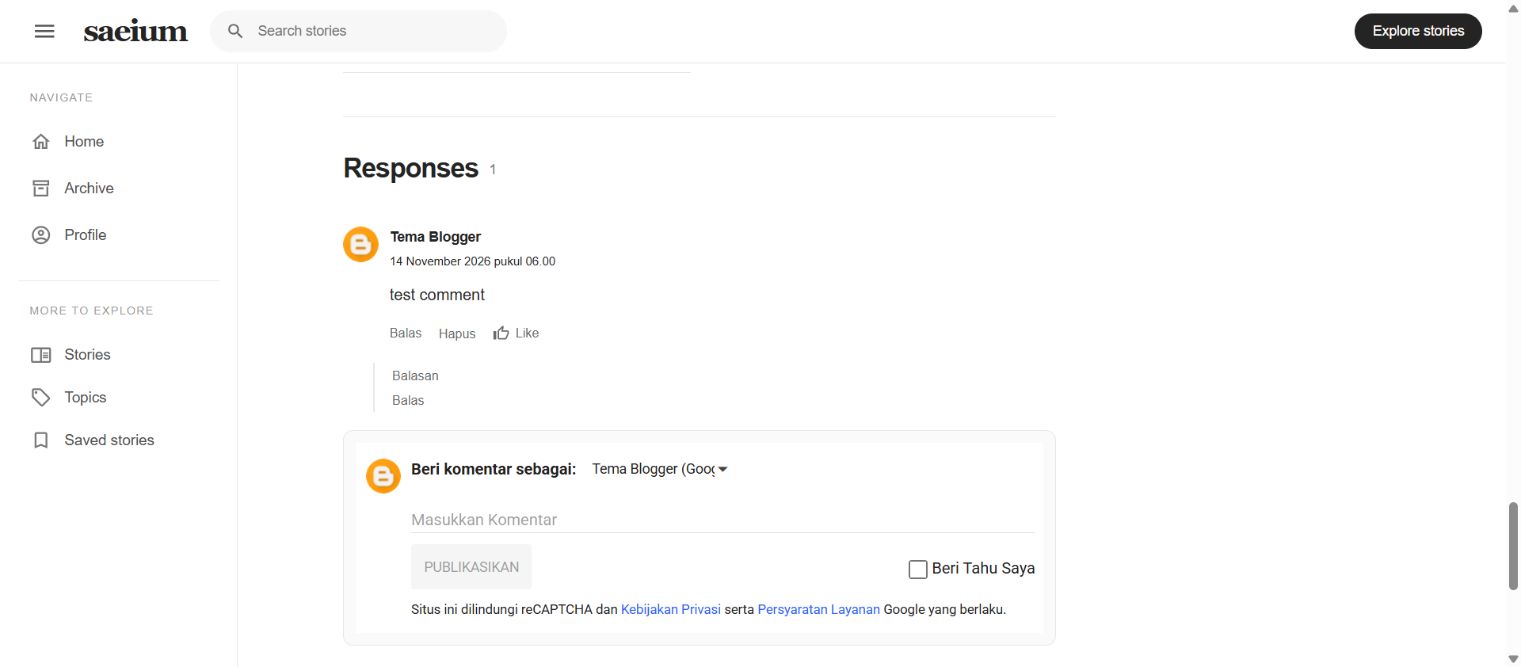 saeium
Search stories
Explore stories
NAVIGATE
Home
Archive
Profile
MORE TO EXPLORE
Stories
Topics
Saved stories
Responses 1
Tema Blogger
14 November 2026 pukul 06.00
test comment
Balas Hapus Like
Balasan
Balas
Beri komentar sebagai: Tema Blogger (Goog
Masukkan Komentar
PUBLIKASIKAN
Beri Tahu Saya
Situs ini dilindungi reCAPTCHA dan Kebijakan Privasi serta Persyaratan Layanan Google yang berlaku.